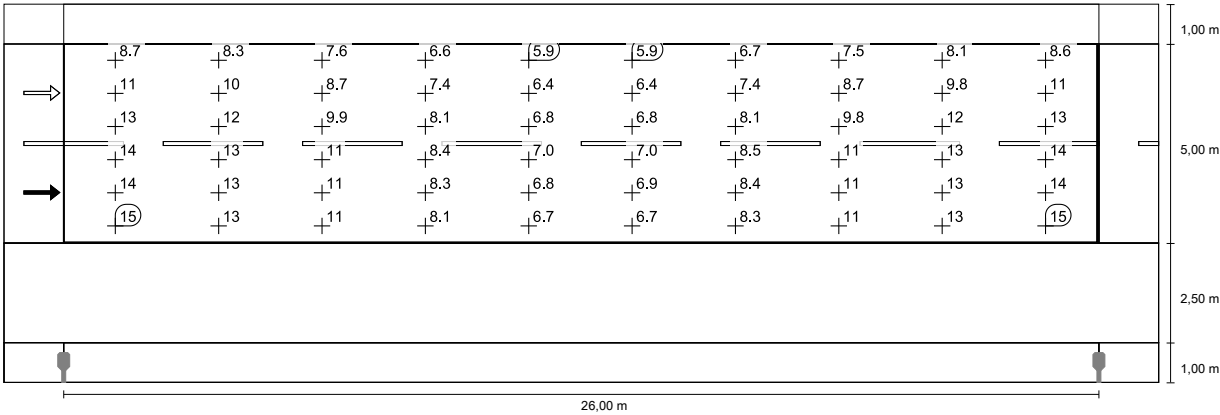 8.7 8.3 7.6 6.6 5.9 5.9 6.7 7.5 8.1 8.6
1,00 m
11 10 8.7 7.4 6.4 6.4 7.4 8.7 9.8 11
13 12 9.9 8.1 6.8 6.8 8.1 9.8 12 13
14 13 11 8.4 7.0 7.0 8.5 11 13 14
5,00 m
14 13 11 8.3 6.8 6.9 8.4 11 13 14
15 13 11 8.1 6.7 6.7 8.3 11 13 15
2,50 m
1,00 m
26,00 m